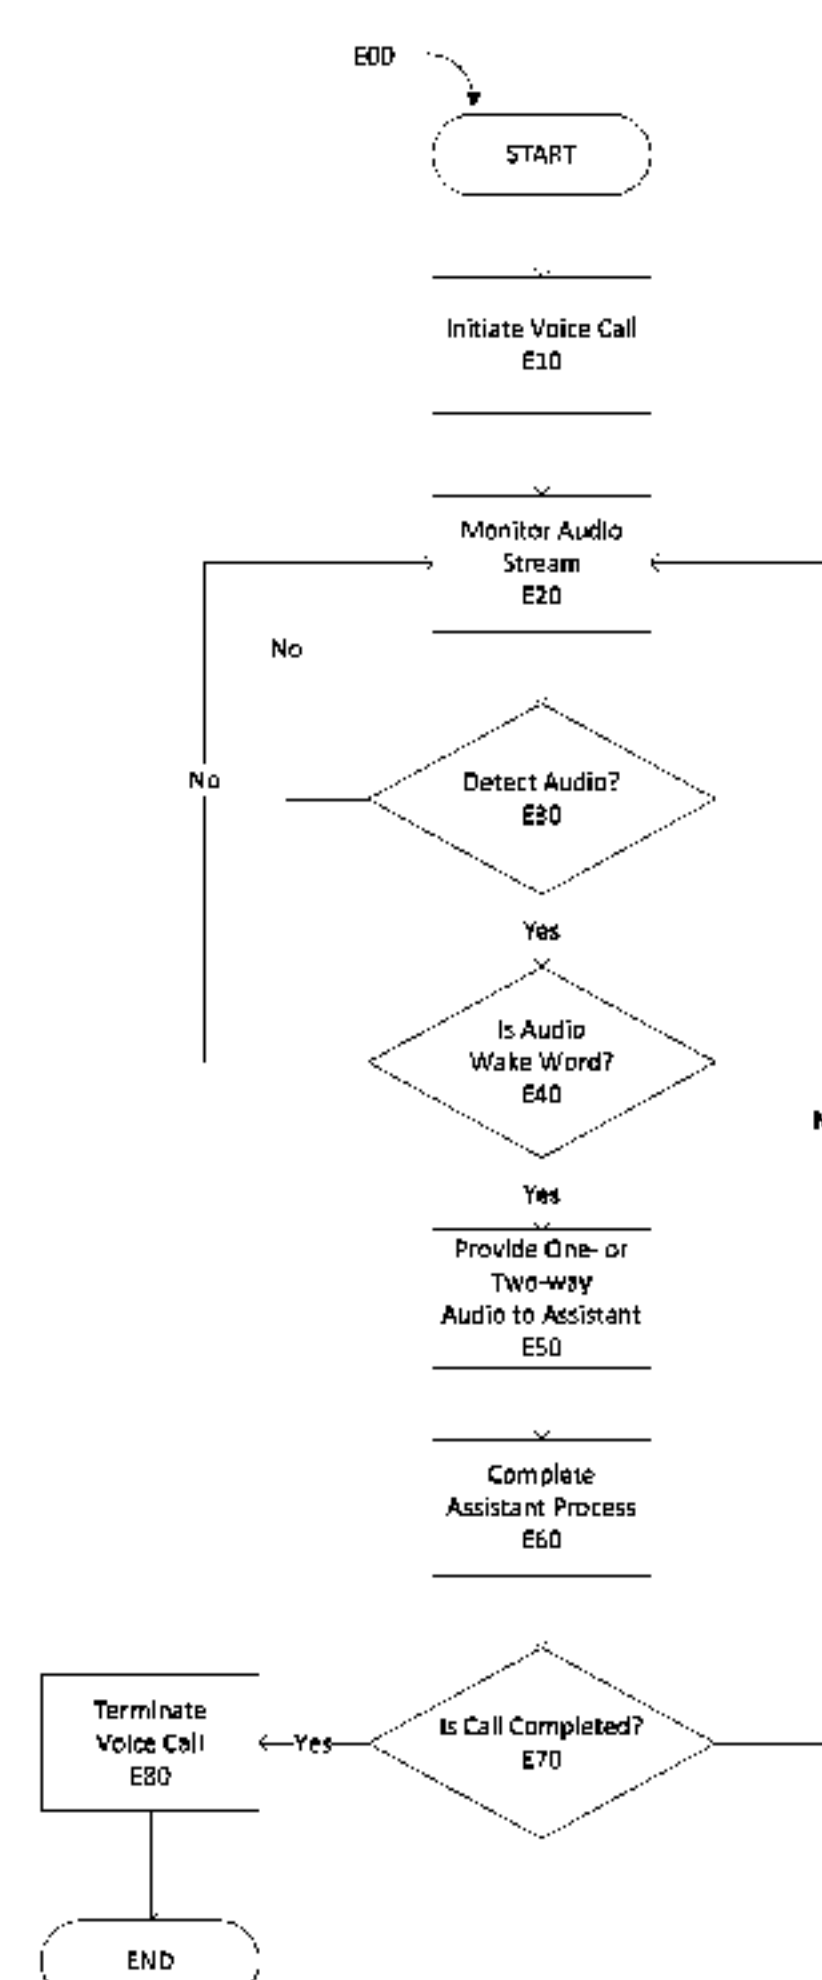 E00
START
Initiate Voice Call
E10
Monitor Audio
Stream
E20
No
No
Detect Audio?
E30
Yes
Is Audio
Wake Word?
E40
Yes
Provide One- or
Two-way
Audio to Assistant
E50
Complete
Assistant Process
E60
Terminate
Voice Call
E80
Yes
Is Call Completed?
E70
END